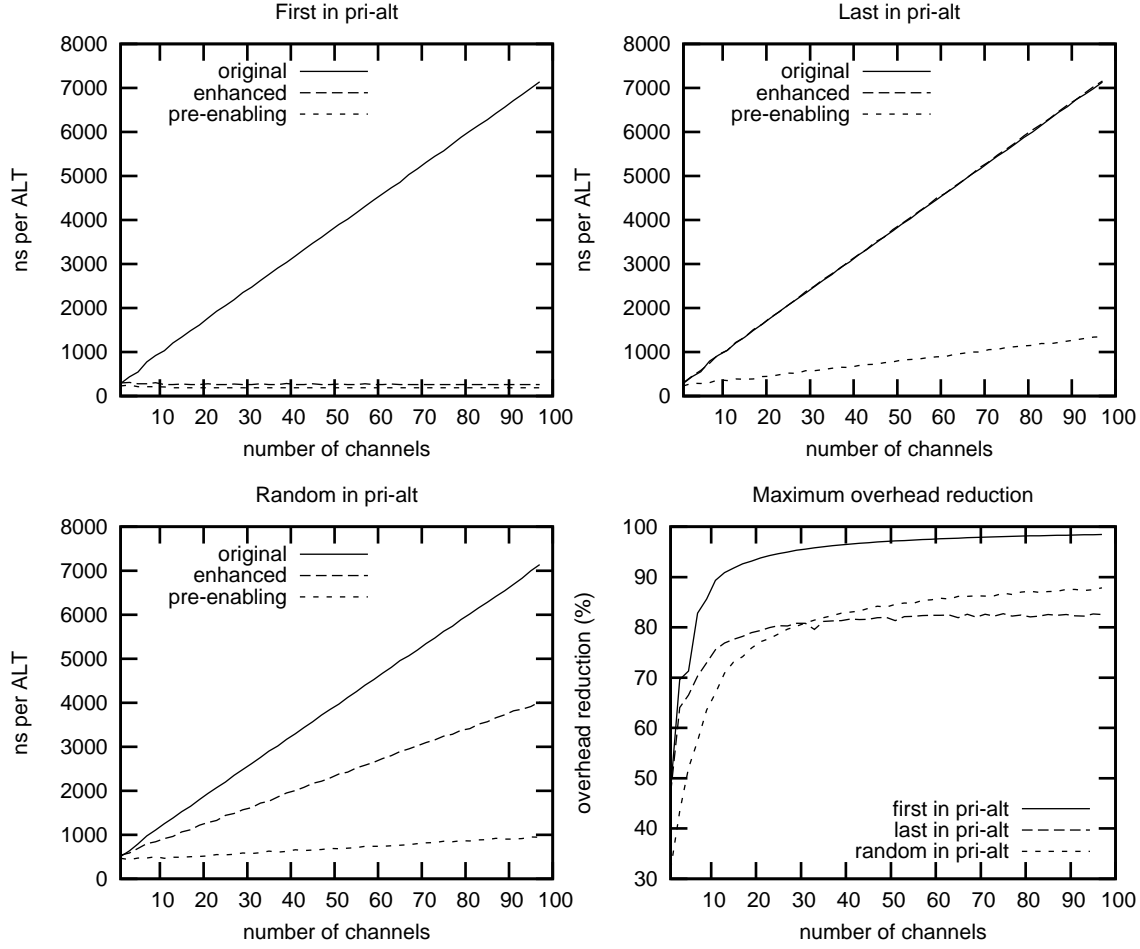 First in pri-alt
8000
7000
6000
5000
4000
3000
2000
1000
0
ns per ALT
original
enhanced
pre-enabling
10 20 30 40 50 60 70 80 90 100
number of channels
Last in pri-alt
8000
7000
6000
5000
4000
3000
2000
1000
0
ns per ALT
original
enhanced
pre-enabling
10 20 30 40 50 60 70 80 90 100
number of channels
Random in pri-alt
8000
7000
6000
5000
4000
3000
2000
1000
0
ns per ALT
original
enhanced
pre-enabling
10 20 30 40 50 60 70 80 90 100
number of channels
Maximum overhead reduction
100
90
80
70
60
50
40
30
overhead reduction (%)
first in pri-alt
last in pri-alt
random in pri-alt
10 20 30 40 50 60 70 80 90 100
number of channels